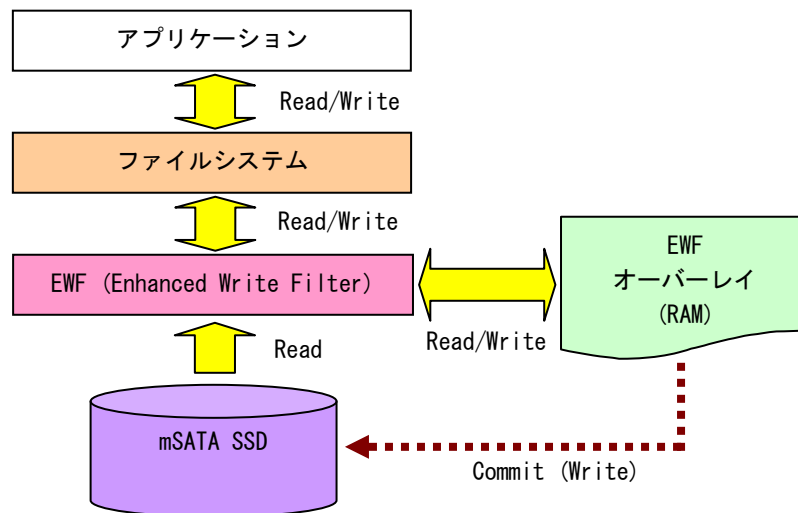 アプリケーション
Read/Write
ファイルシステム
Read/Write
EWF (Enhanced Write Filter)
EWF
オーバーレイ
(RAM)
Read/Write
Read
mSATA SSD
Commit (Write)